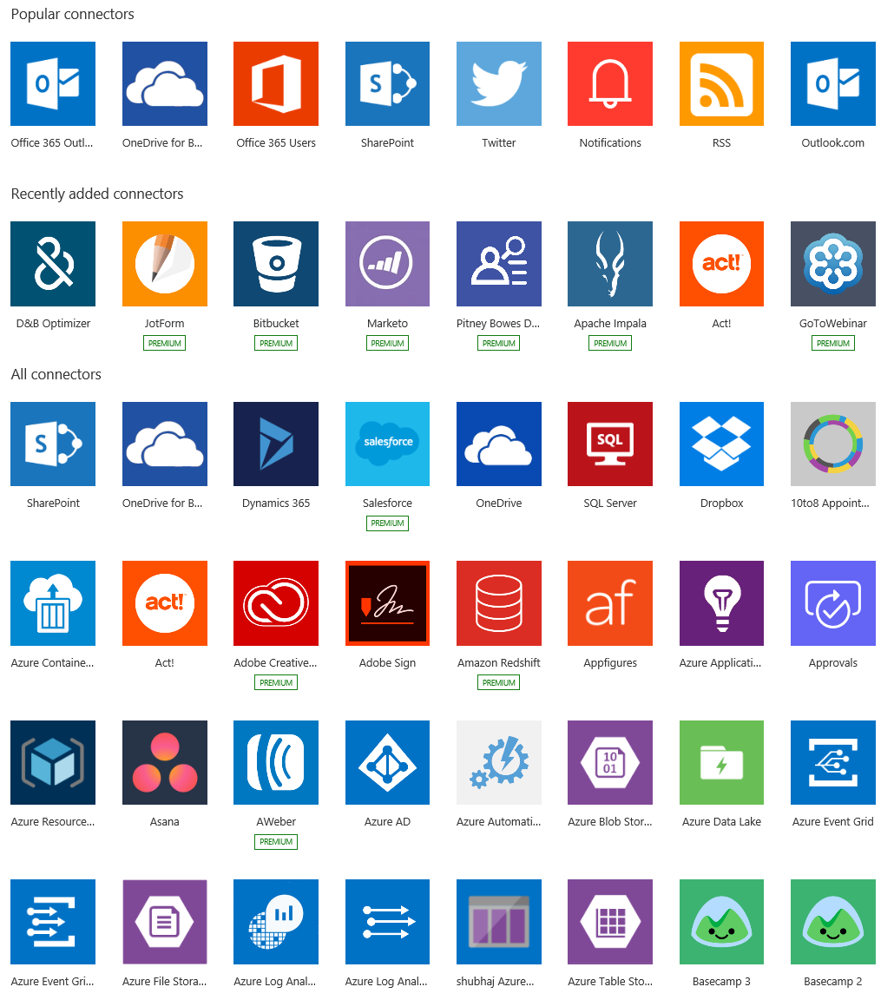 Popular connectors
Office 365 Outl... OneDrive for B... Office 365 Users SharePoint Twitter Notifications RSS Outlook.com
Recently added connectors
act!
D&B Optimizer JotForm Bitbucket Marketo Pitney Bowes D... Apache Impala Act! GoToWebinar
PREMIUM PREMIUM PREMIUM PREMIUM PREMIUM PREMIUM
All connectors
S salesforce SQL
SharePoint OneDrive for B... Dynamics 365 Salesforce OneDrive SQL Server Dropbox 10to8 Appoint...
PREMIUM
act! af
Azure Containe... Act! Adobe Creative... Adobe Sign Amazon Redshift Appfigures Azure Applicati... Approvals
PREMIUM PREMIUM
10
01
Azure Resource... Asana AWeber Azure AD Azure Automati... Azure Blob Stor... Azure Data Lake Azure Event Grid
PREMIUM
Azure Event Gri... Azure File Stora... Azure Log Anal... Azure Log Anal... shubhaj Azure... Azure Table Sto... Basecamp 3 Basecamp 2